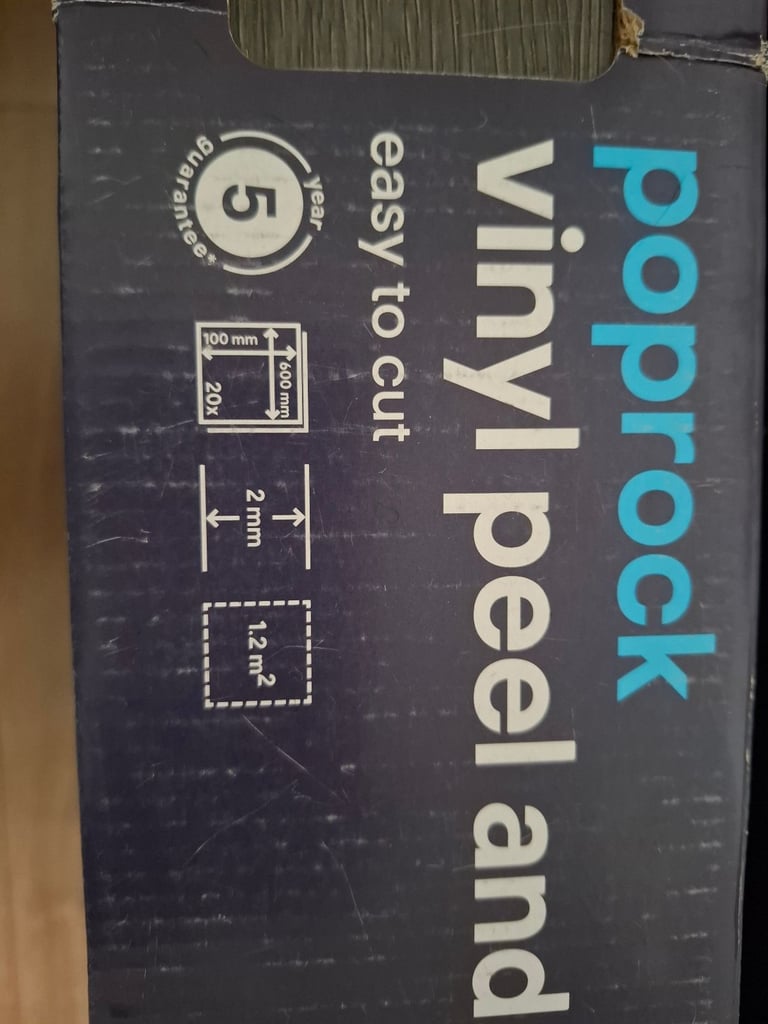 poprock
vinyl peel and
easy to cut
5
year
guarantee*
100 mm
600 mm
20x
2 mm
1.2 m²